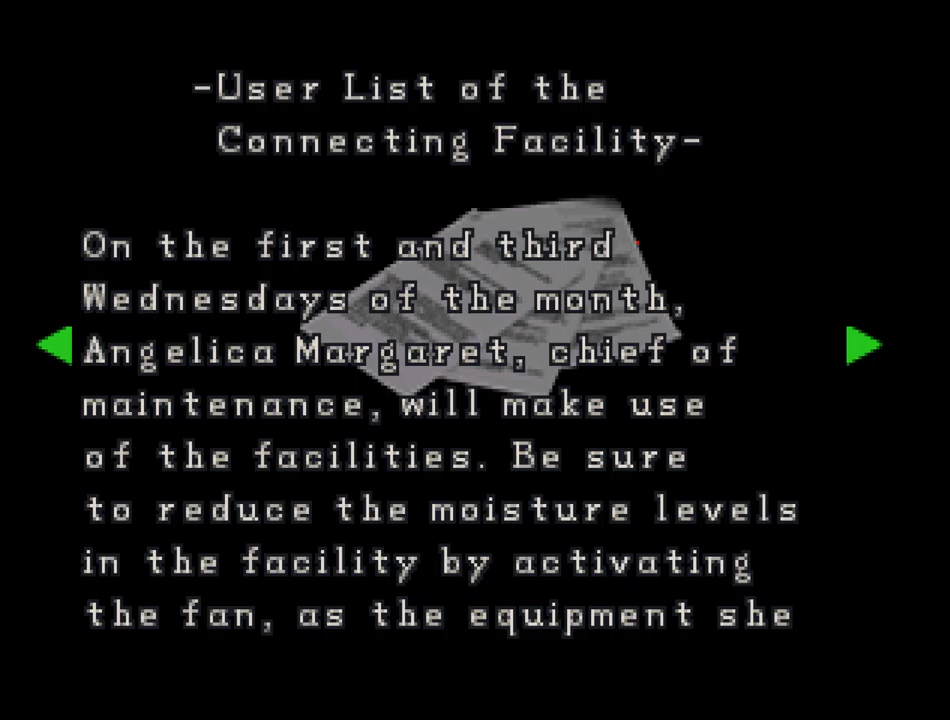 -User List of the
Connecting Facility-
On the first and third
Wednesdays of the month,
Angelica Margaret, chief of
maintenance, will make use
of the facilities. Be sure
to reduce the moisture levels
in the facility by activating
the fan, as the equipment she